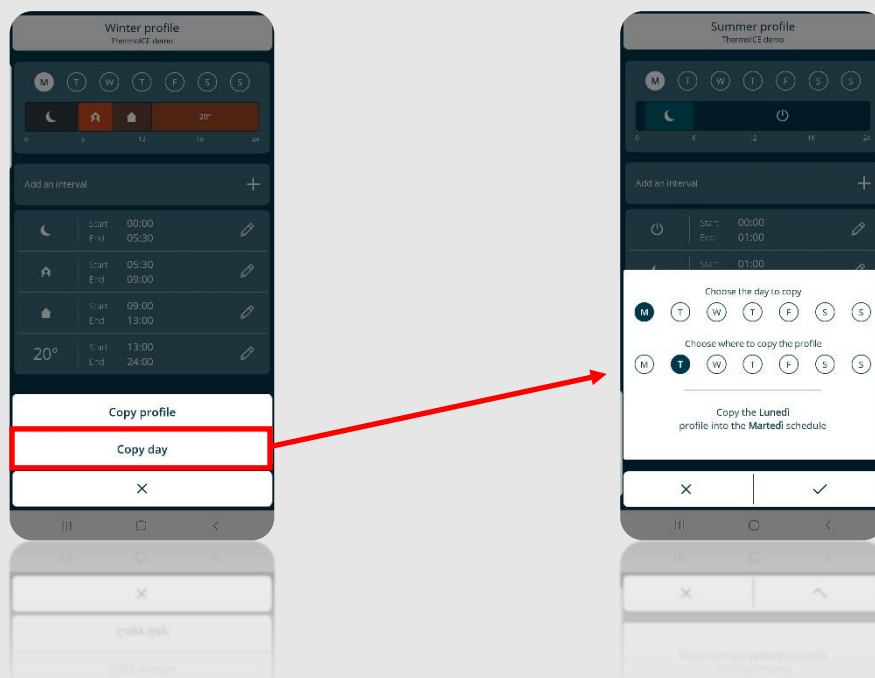 Winter profile
ThermoICE demo
M T W T F S S
20°
0 6 12 18 24
Add an interval
Start 00:00
End 05:30
Start 05:30
End 09:00
Start 09:00
End 13:00
20°
Start 13:00
End 24:00
Copy profile
Copy day
Summer profile
ThermoICE demo
M T W T F S S
0 6 12 18 24
Add an interval
Start 00:00
End 01:00
Start 01:00
Choose the day to copy
M T W T F S S
Choose where to copy the profile
M T W T F S S
Copy the Lunedì
profile into the Martedì schedule